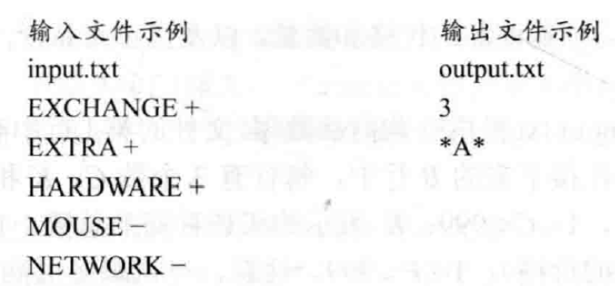 输入文件示例 输出文件示例
input.txt output.txt
EXCHANGE + 3
EXTRA + *A*
HARDWARE +
MOUSE −
NETWORK −